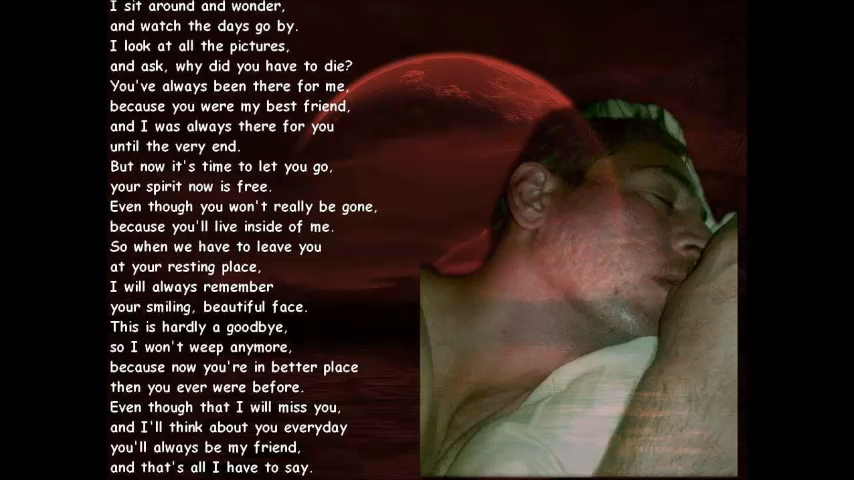 I sit around and wonder,
and watch the days go by.
I look at all the pictures,
and ask, why did you have to die?
You've always been there for me,
because you were my best friend,
and I was always there for you
until the very end.
But now it's time to let you go,
your spirit now is free.
Even though you won't really be gone,
because you'll live inside of me.
So when we have to leave you
at your resting place,
I will always remember
your smiling, beautiful face.
This is hardly a goodbye,
so I won't weep anymore,
because now you're in better place
then you ever were before.
Even though that I will miss you,
and I'll think about you everyday
you'll always be my friend,
and that's all I have to say.